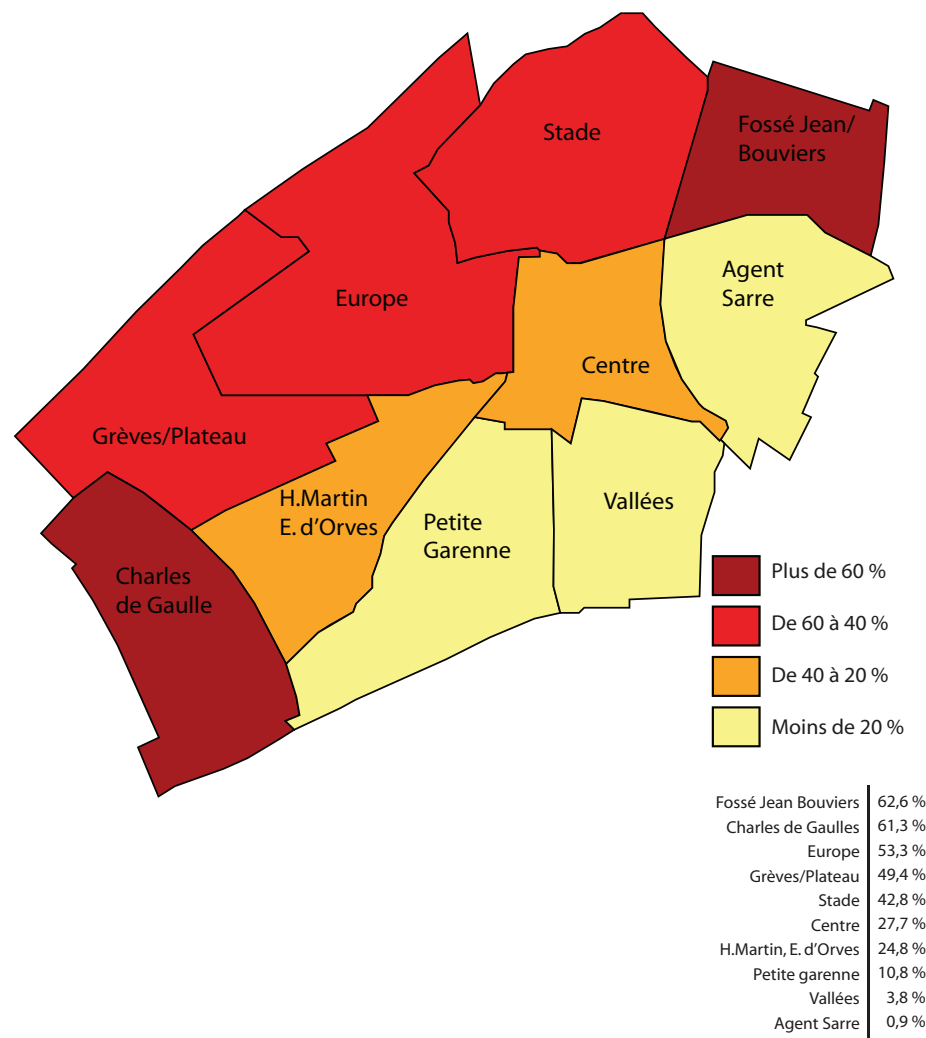 Stade
Fossé Jean/
Bouviers
Agent
Sarre
Europe
Centre
Grèves/Plateau
H.Martin
E. d'Orves
Petite
Garenne
Vallées
Charles
de Gaulle
Plus de 60 %
De 60 à 40 %
De 40 à 20 %
Moins de 20 %
Fossé Jean Bouviers 62,6 %
Charles de Gaulles 61,3 %
Europe 53,3 %
Grèves/Plateau 49,4 %
Stade 42,8 %
Centre 27,7 %
H.Martin, E. d'Orves 24,8 %
Petite garenne 10,8 %
Vallées 3,8 %
Agent Sarre 0,9 %